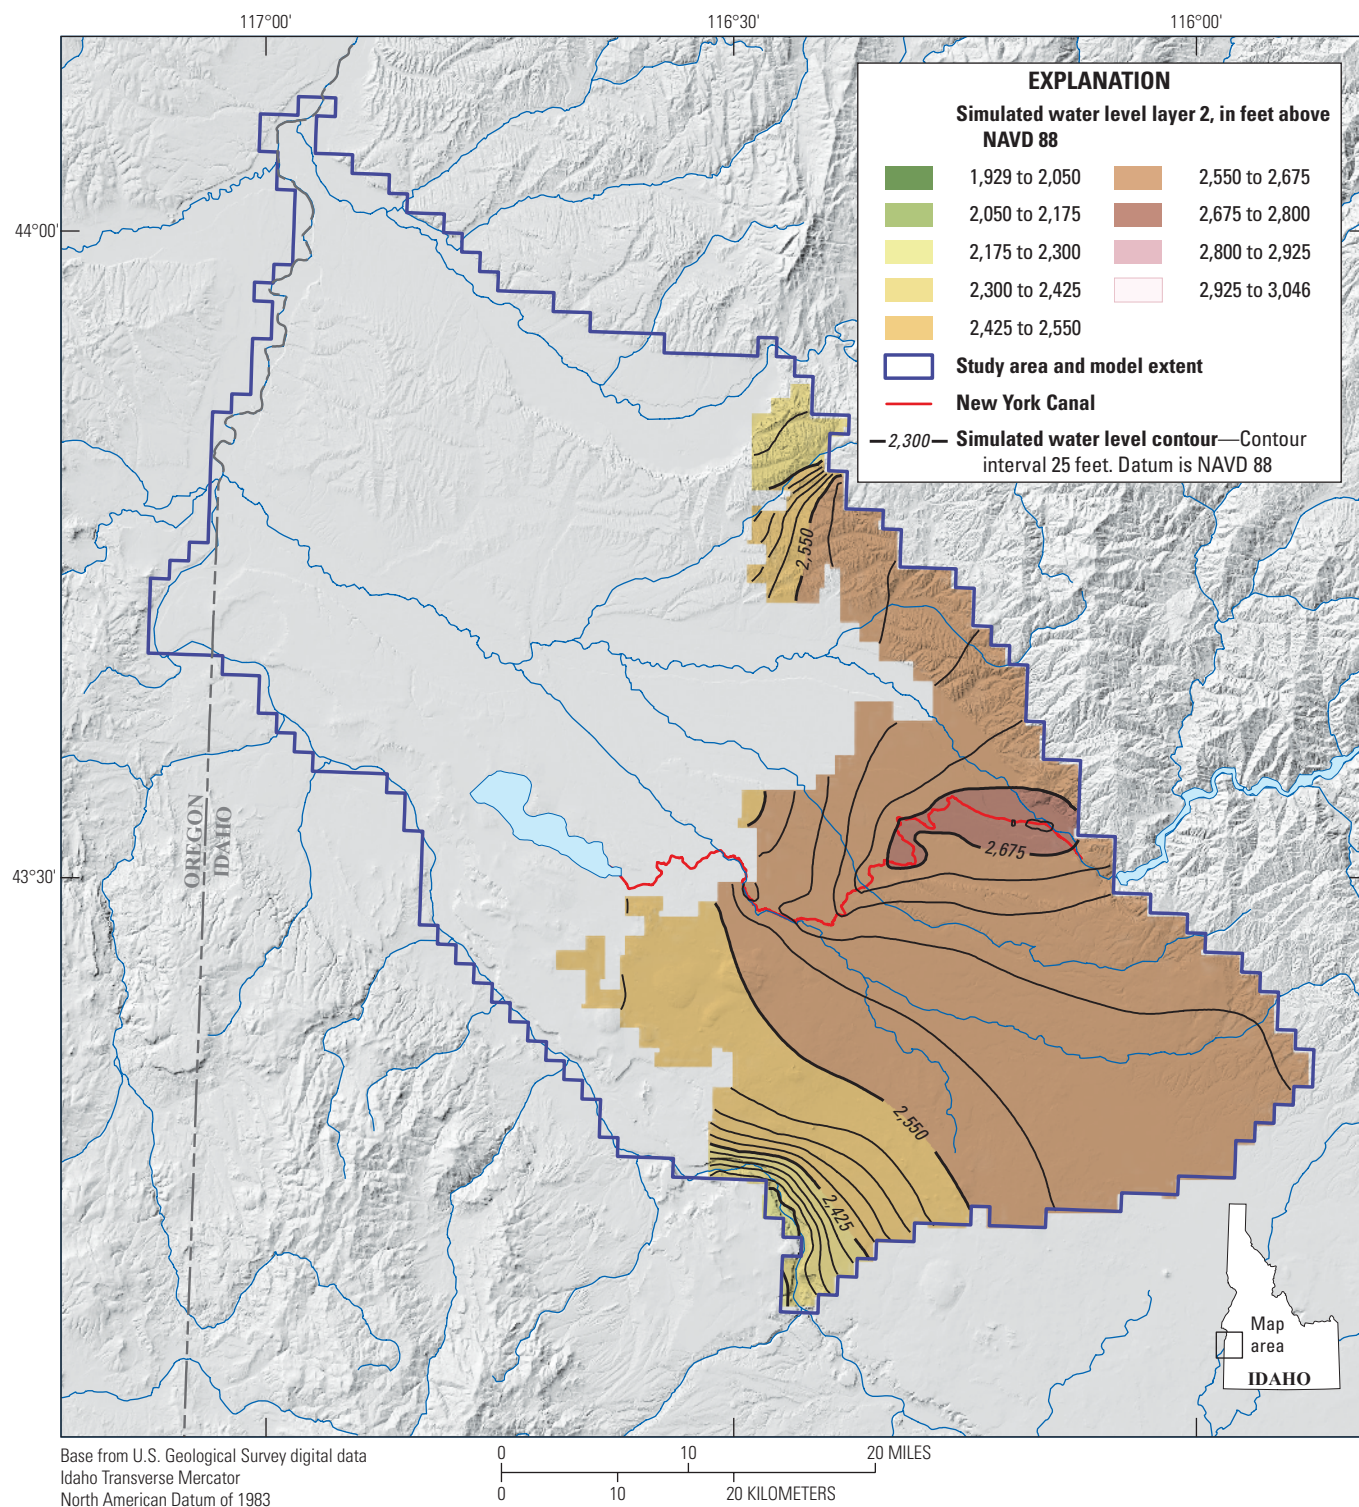 117°00'
116°30'
116°00'
44°00'
43°30'
EXPLANATION
Simulated water level layer 2, in feet above
NAVD 88
1,929 to 2,050
2,050 to 2,175
2,175 to 2,300
2,300 to 2,425
2,425 to 2,550
2,550 to 2,675
2,675 to 2,800
2,800 to 2,925
2,925 to 3,046
Study area and model extent
New York Canal
2,300
Simulated water level contour—Contour
interval 25 feet. Datum is NAVD 88
2,550
2,675
2,550
2,425
OREGON
IDAHO
Map
area
IDAHO
Base from U.S. Geological Survey digital data
Idaho Transverse Mercator
North American Datum of 1983
0 10 20 MILES
0 10 20 KILOMETERS